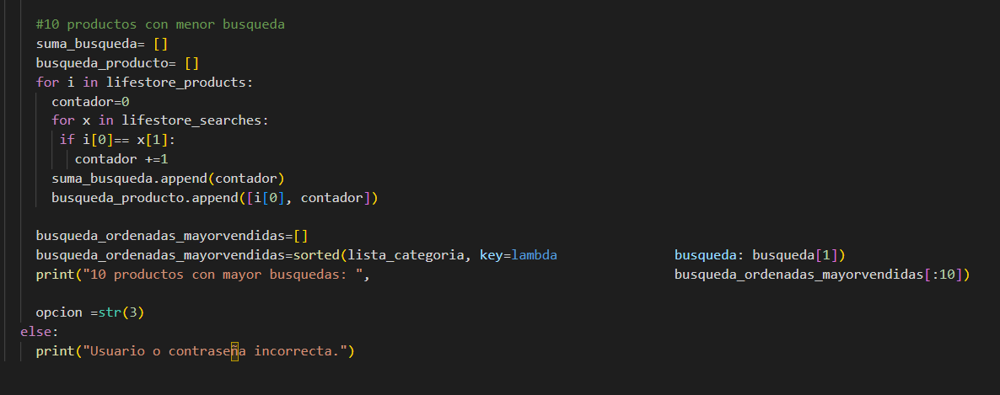 #10 productos con menor busqueda
suma_busqueda= []
busqueda_producto= []
for i in lifestore_products:
contador=0
for x in lifestore_searches:
if i[0]== x[1]:
contador +=1
suma_busqueda.append(contador)
busqueda_producto.append([i[0], contador])
busqueda_ordenadas_mayorvendidas=[]
busqueda_ordenadas_mayorvendidas=sorted(lista_categoria, key=lambda busqueda: busqueda[1])
print("10 productos con mayor busquedas: ", busqueda_ordenadas_mayorvendidas[:10])
opcion =str(3)
else:
print("Usuario o contraseña incorrecta.")